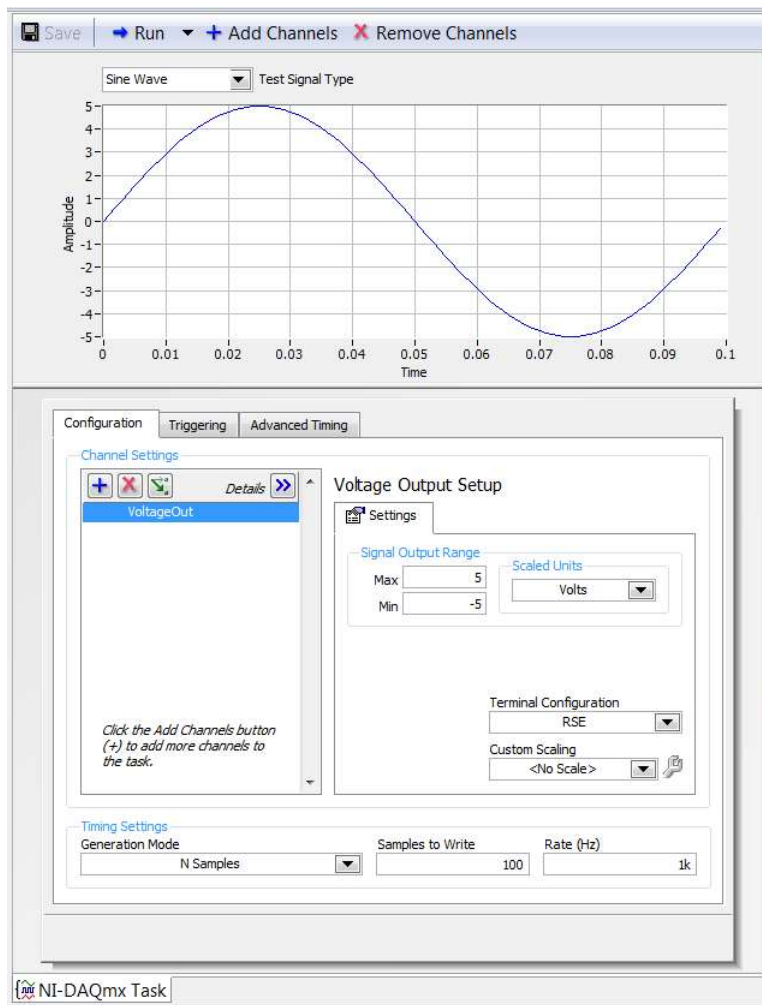 Save Run Add Channels Remove Channels
Sine Wave Test Signal Type
5
4
3
2
1
0
-1
-2
-3
-4
-5
Amplitude
0 0.01 0.02 0.03 0.04 0.05 0.06 0.07 0.08 0.09 0.1
Time
Configuration Triggering Advanced Timing
Channel Settings
Details
VoltageOut
Click the Add Channels button
(+) to add more channels to
the task.
Voltage Output Setup
Settings
Signal Output Range
Max 5
Min -5
Scaled Units
Volts
Terminal Configuration
RSE
Custom Scaling
<No Scale>
Timing Settings
Generation Mode Samples to Write Rate (Hz)
N Samples 100 1k
NI-DAQmx Task